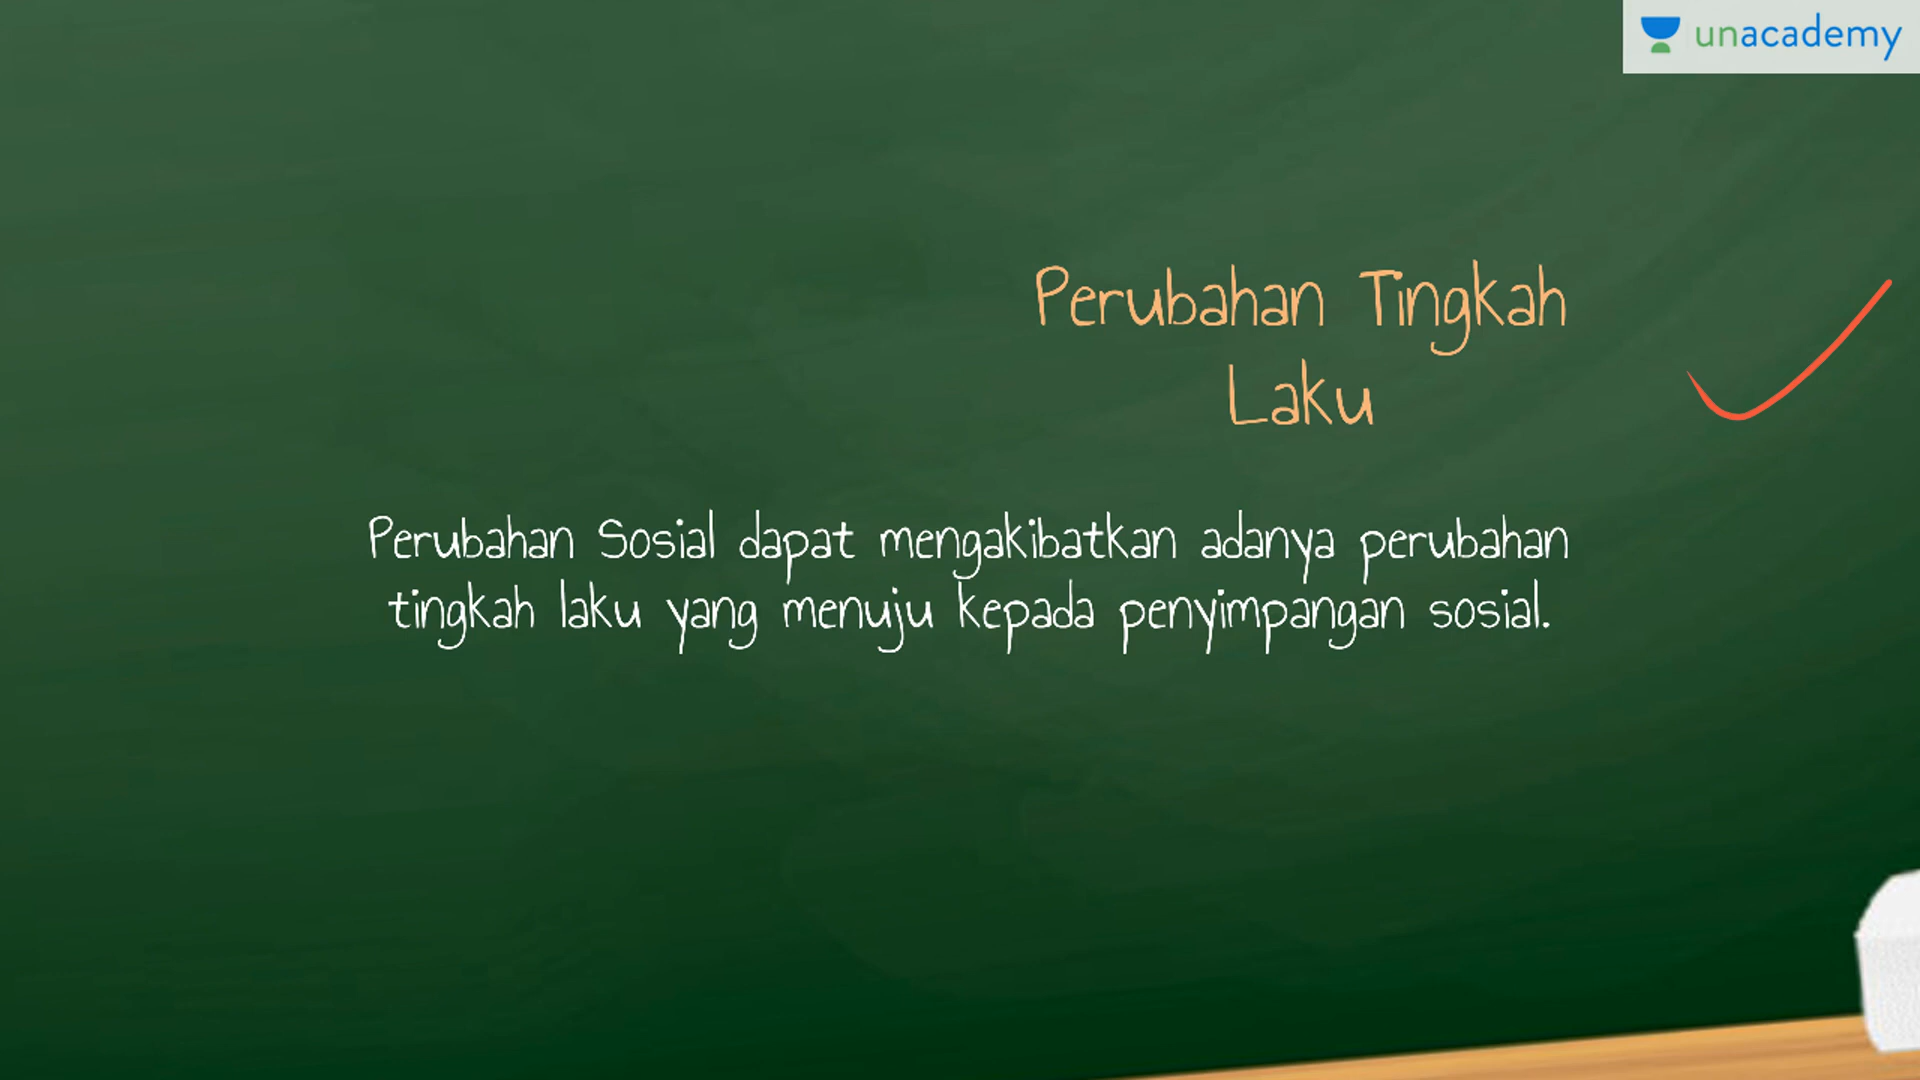 unacademy
Perubahan Tingkah
Laku
Perubahan Sosial dapat mengakibatkan adanya perubahan
tingkah laku yang menuju kepada penyimpangan sosial.